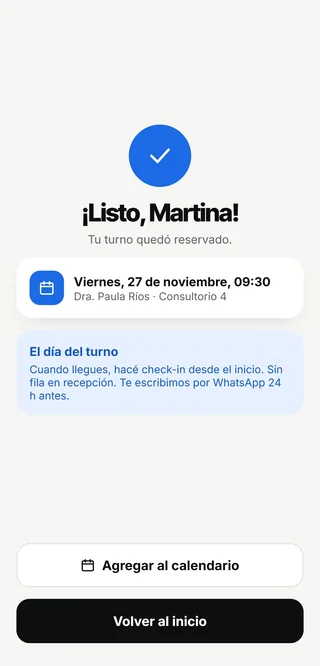 ¡Listo, Martina!
Tu turno quedó reservado.
Viernes, 27 de noviembre, 09:30
Dra. Paula Ríos · Consultorio 4
El día del turno
Cuando llegues, hacé check-in desde el inicio. Sin
fila en recepción. Te escribimos por WhatsApp 24
h antes.
Agregar al calendario
Volver al inicio